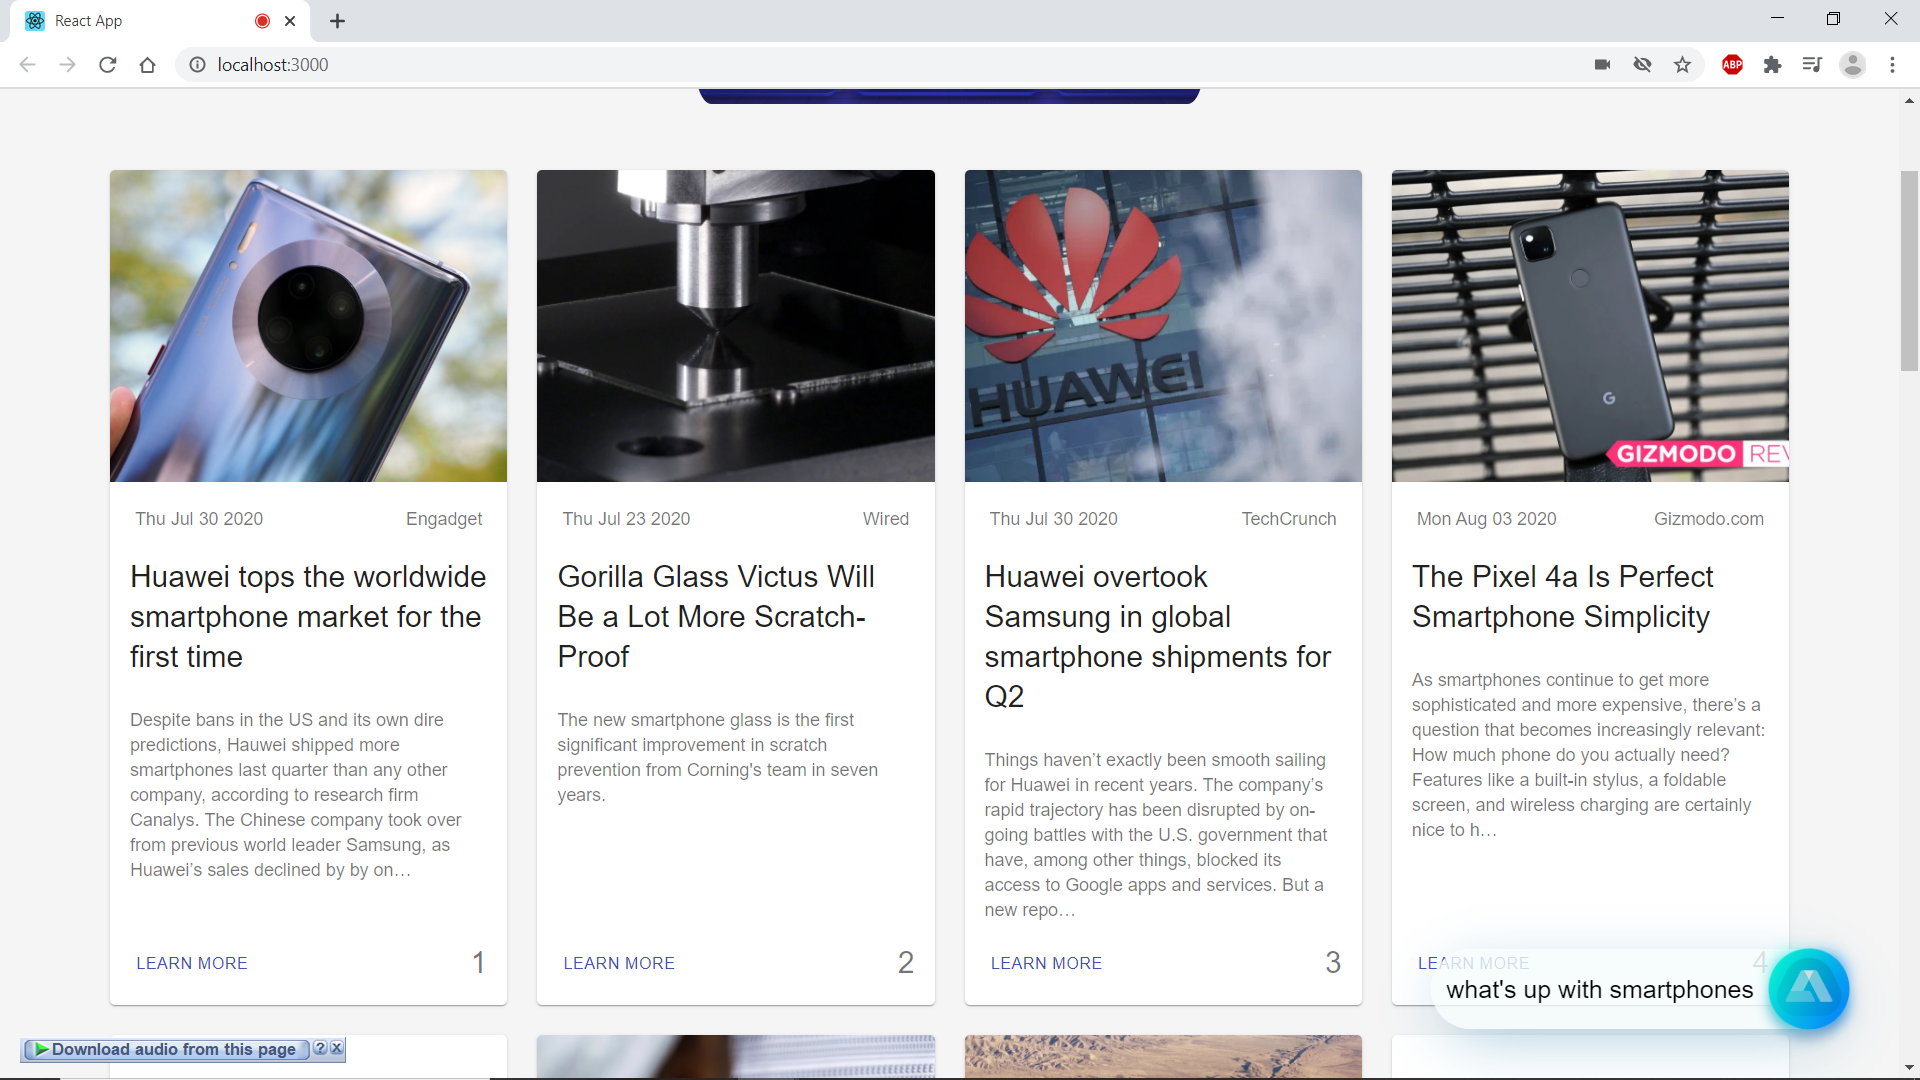 React App
localhost:3000
ABP
HUAWEI
G
GIZMODO REV
Thu Jul 30 2020 Engadget
Huawei tops the worldwide
smartphone market for the
first time
Despite bans in the US and its own dire
predictions, Hauwei shipped more
smartphones last quarter than any other
company, according to research firm
Canalys. The Chinese company took over
from previous world leader Samsung, as
Huawei’s sales declined by by on…
LEARN MORE 1
Thu Jul 23 2020 Wired
Gorilla Glass Victus Will
Be a Lot More Scratch-
Proof
The new smartphone glass is the first
significant improvement in scratch
prevention from Corning's team in seven
years.
LEARN MORE 2
Thu Jul 30 2020 TechCrunch
Huawei overtook
Samsung in global
smartphone shipments for
Q2
Things haven’t exactly been smooth sailing
for Huawei in recent years. The company’s
rapid trajectory has been disrupted by on-
going battles with the U.S. government that
have, among other things, blocked its
access to Google apps and services. But a
new repo…
LEARN MORE 3
Mon Aug 03 2020 Gizmodo.com
The Pixel 4a Is Perfect
Smartphone Simplicity
As smartphones continue to get more
sophisticated and more expensive, there’s a
question that becomes increasingly relevant:
How much phone do you actually need?
Features like a built-in stylus, a foldable
screen, and wireless charging are certainly
nice to h…
LEARN MORE 4
what's up with smartphones
Download audio from this page ? X